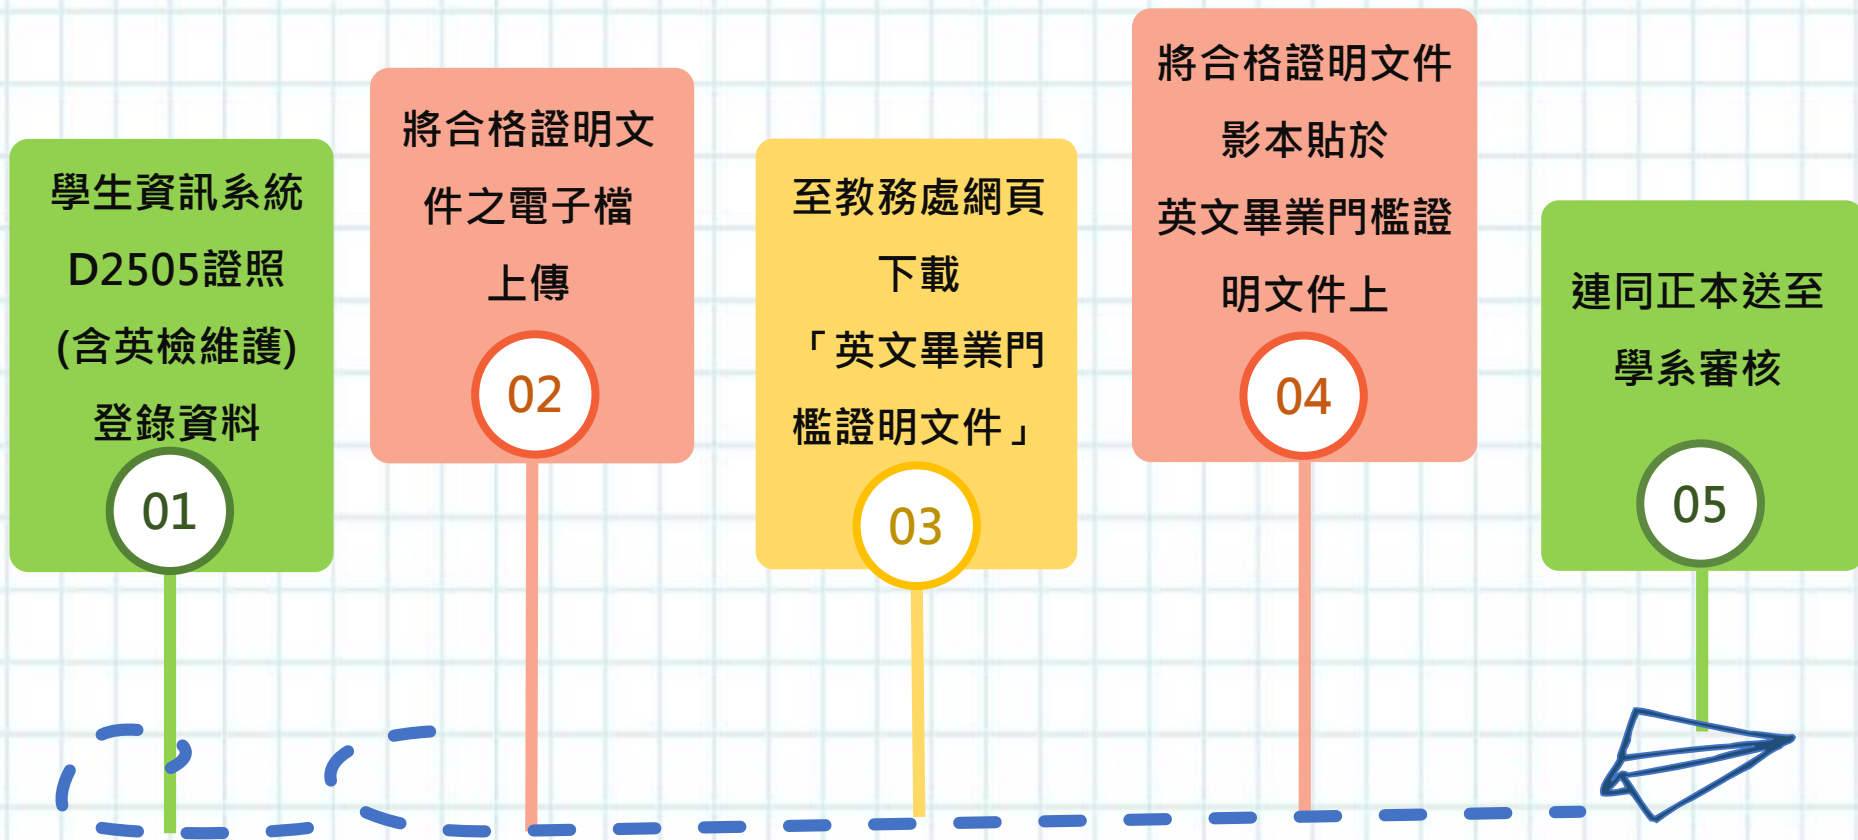 學生資訊系統
D2505證照
(含英檢維護)
登錄資料
01
將合格證明文
件之電子檔
上傳
02
至教務處網頁
下載
「英文畢業門
檻證明文件」
03
將合格證明文件
影本貼於
英文畢業門檻證
明文件上
04
連同正本送至
學系審核
05